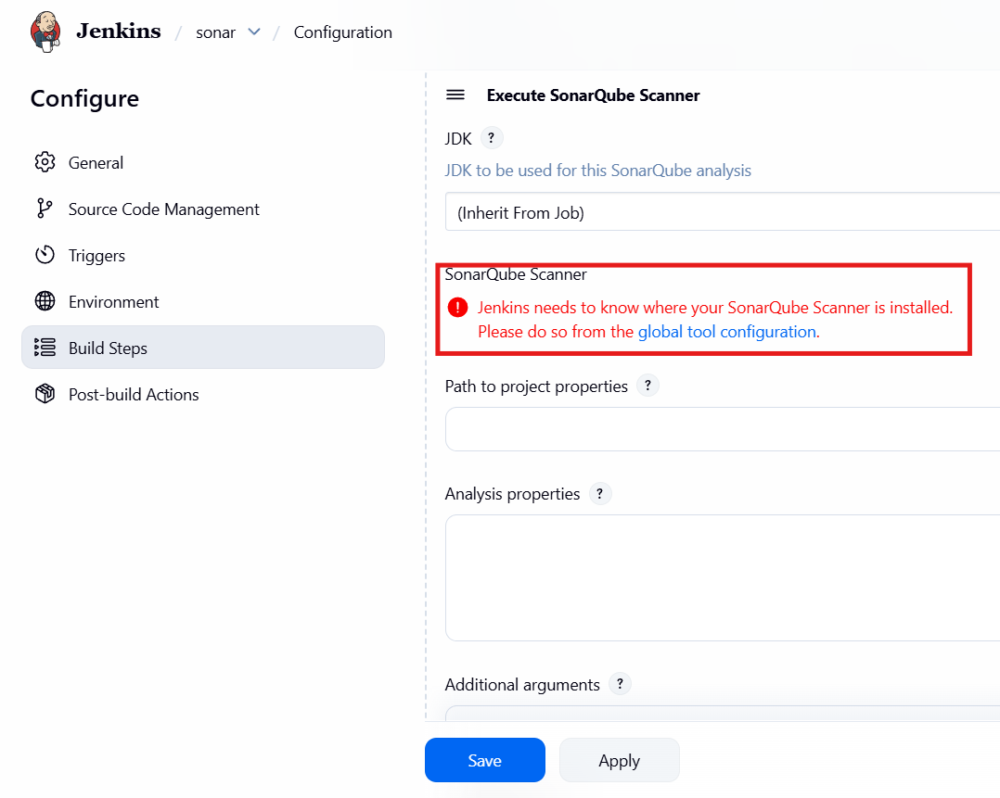 Jenkins / sonar / Configuration
Configure
General
Source Code Management
Triggers
Environment
Build Steps
Post-build Actions
Execute SonarQube Scanner
JDK ?
JDK to be used for this SonarQube analysis
(Inherit From Job)
SonarQube Scanner
Jenkins needs to know where your SonarQube Scanner is installed.
Please do so from the global tool configuration.
Path to project properties ?
Analysis properties ?
Additional arguments ?
Save
Apply